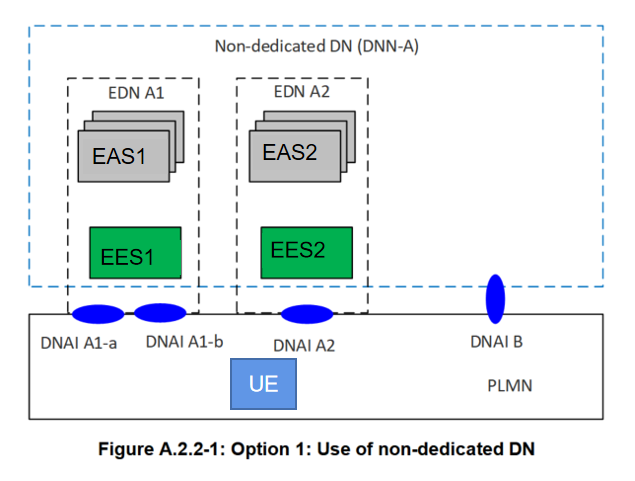 Non-dedicated DN (DNN-A)
EDN A1
EDN A2
EAS1
EAS2
EES1
EES2
DNAI A1-a
DNAI A1-b
DNAI A2
DNAI B
UE
PLMN
Figure A.2.2-1: Option 1: Use of non-dedicated DN